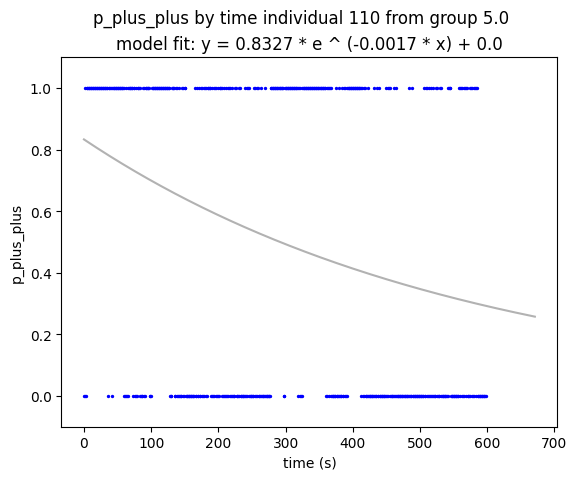 p_plus_plus by time individual 110 from group 5.0
model fit: y = 0.8327 * e ^ (-0.0017 * x) + 0.0
1.0
0.8
0.6
0.4
0.2
0.0
p_plus_plus
0 100 200 300 400 500 600 700
time (s)